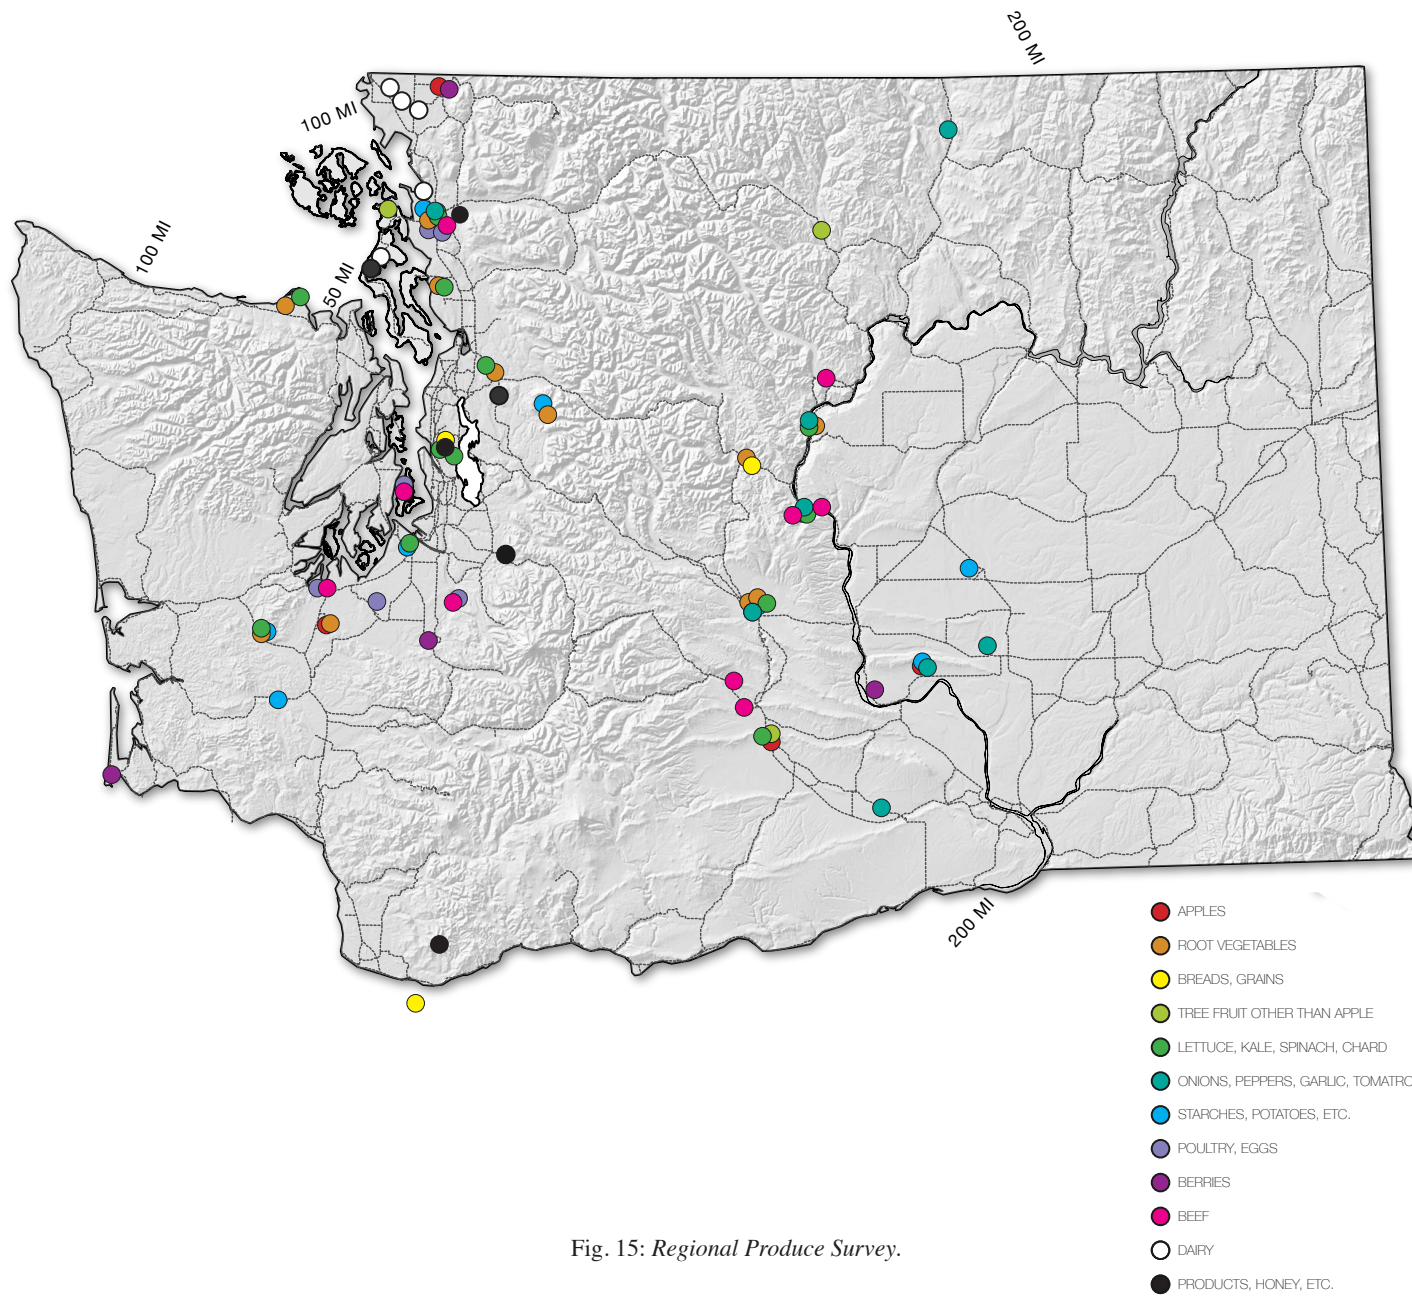 200 MI
100 MI
100 MI
50 MI
200 MI
APPLES
ROOT VEGETABLES
BREADS, GRAINS
TREE FRUIT OTHER THAN APPLE
LETTUCE, KALE, SPINACH, CHARD
ONIONS, PEPPERS, GARLIC, TOMATRO
STARCHES, POTATOES, ETC.
POULTRY, EGGS
BERRIES
BEEF
DAIRY
PRODUCTS, HONEY, ETC.
Fig. 15: Regional Produce Survey.